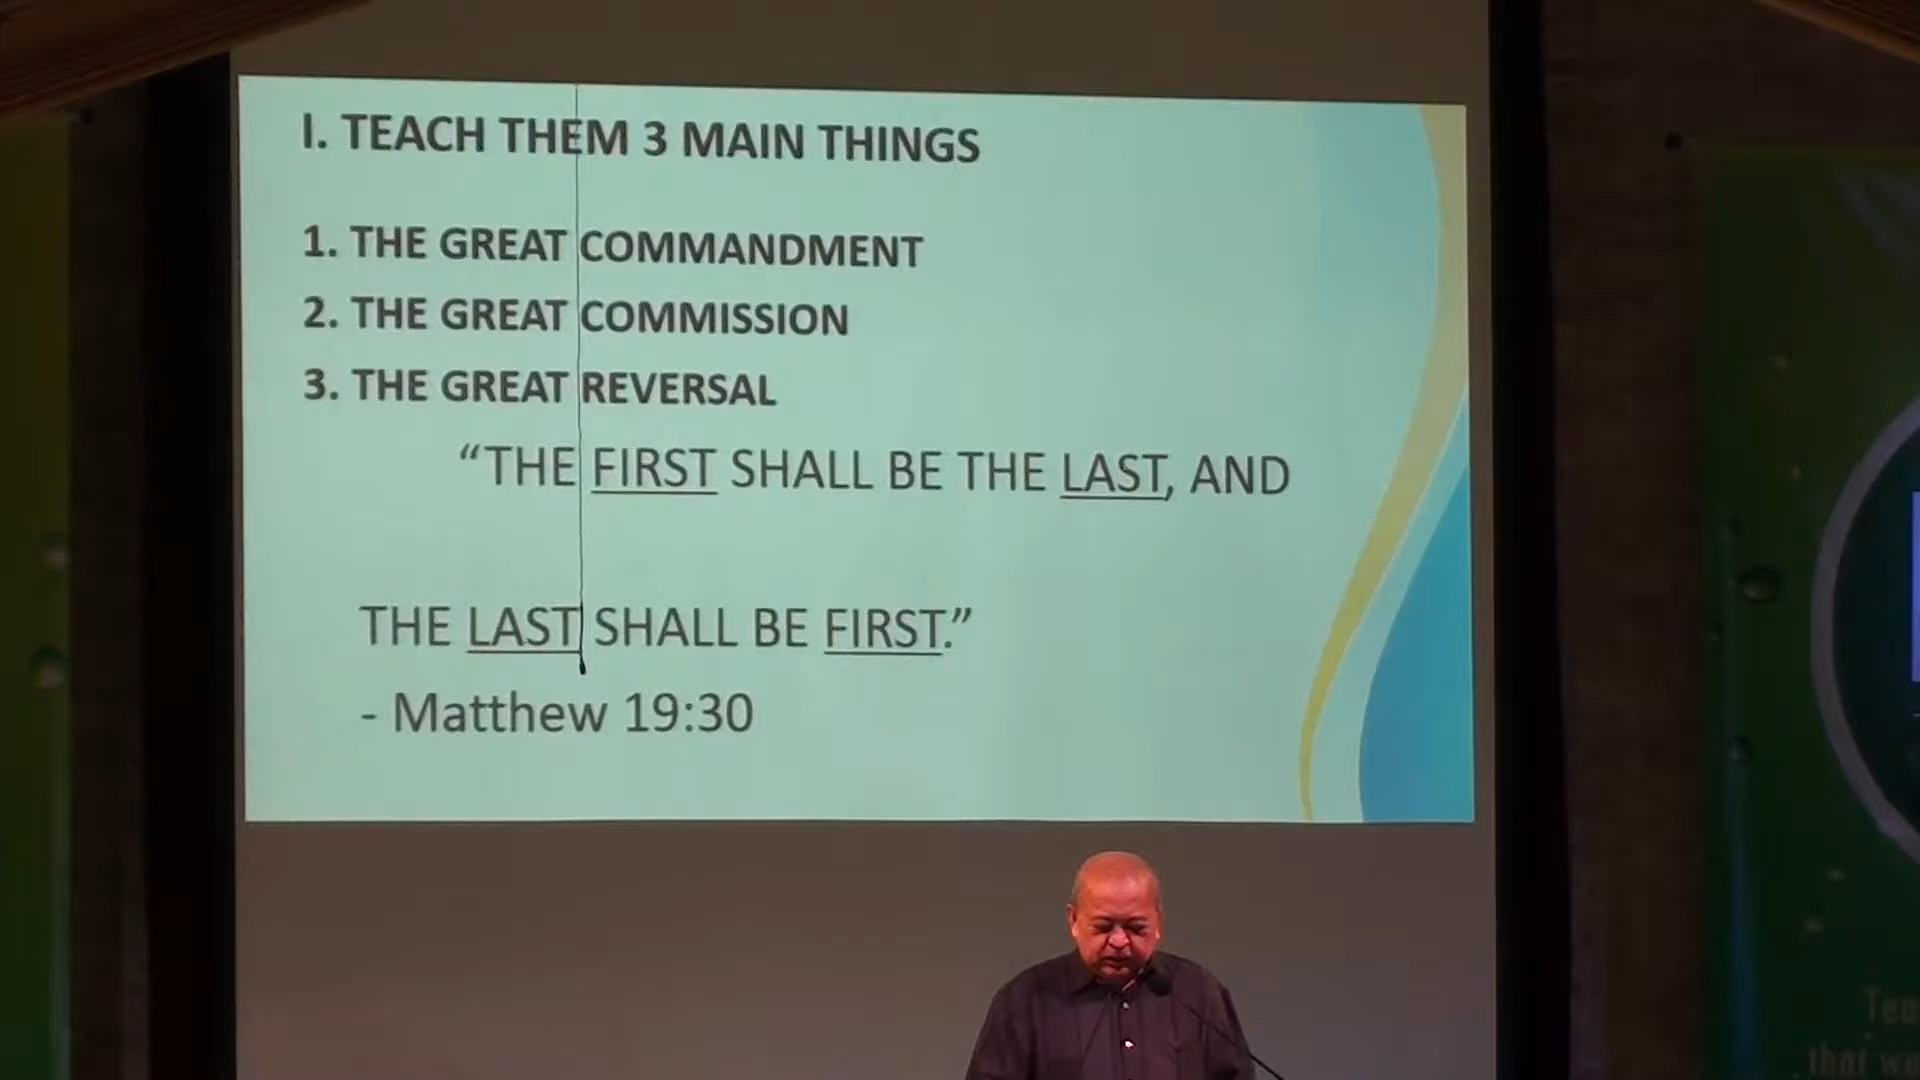 I. TEACH THEM 3 MAIN THINGS
1. THE GREAT COMMANDMENT
2. THE GREAT COMMISSION
3. THE GREAT REVERSAL
“THE FIRST SHALL BE THE LAST, AND
THE LAST SHALL BE FIRST.”
- Matthew 19:30
that